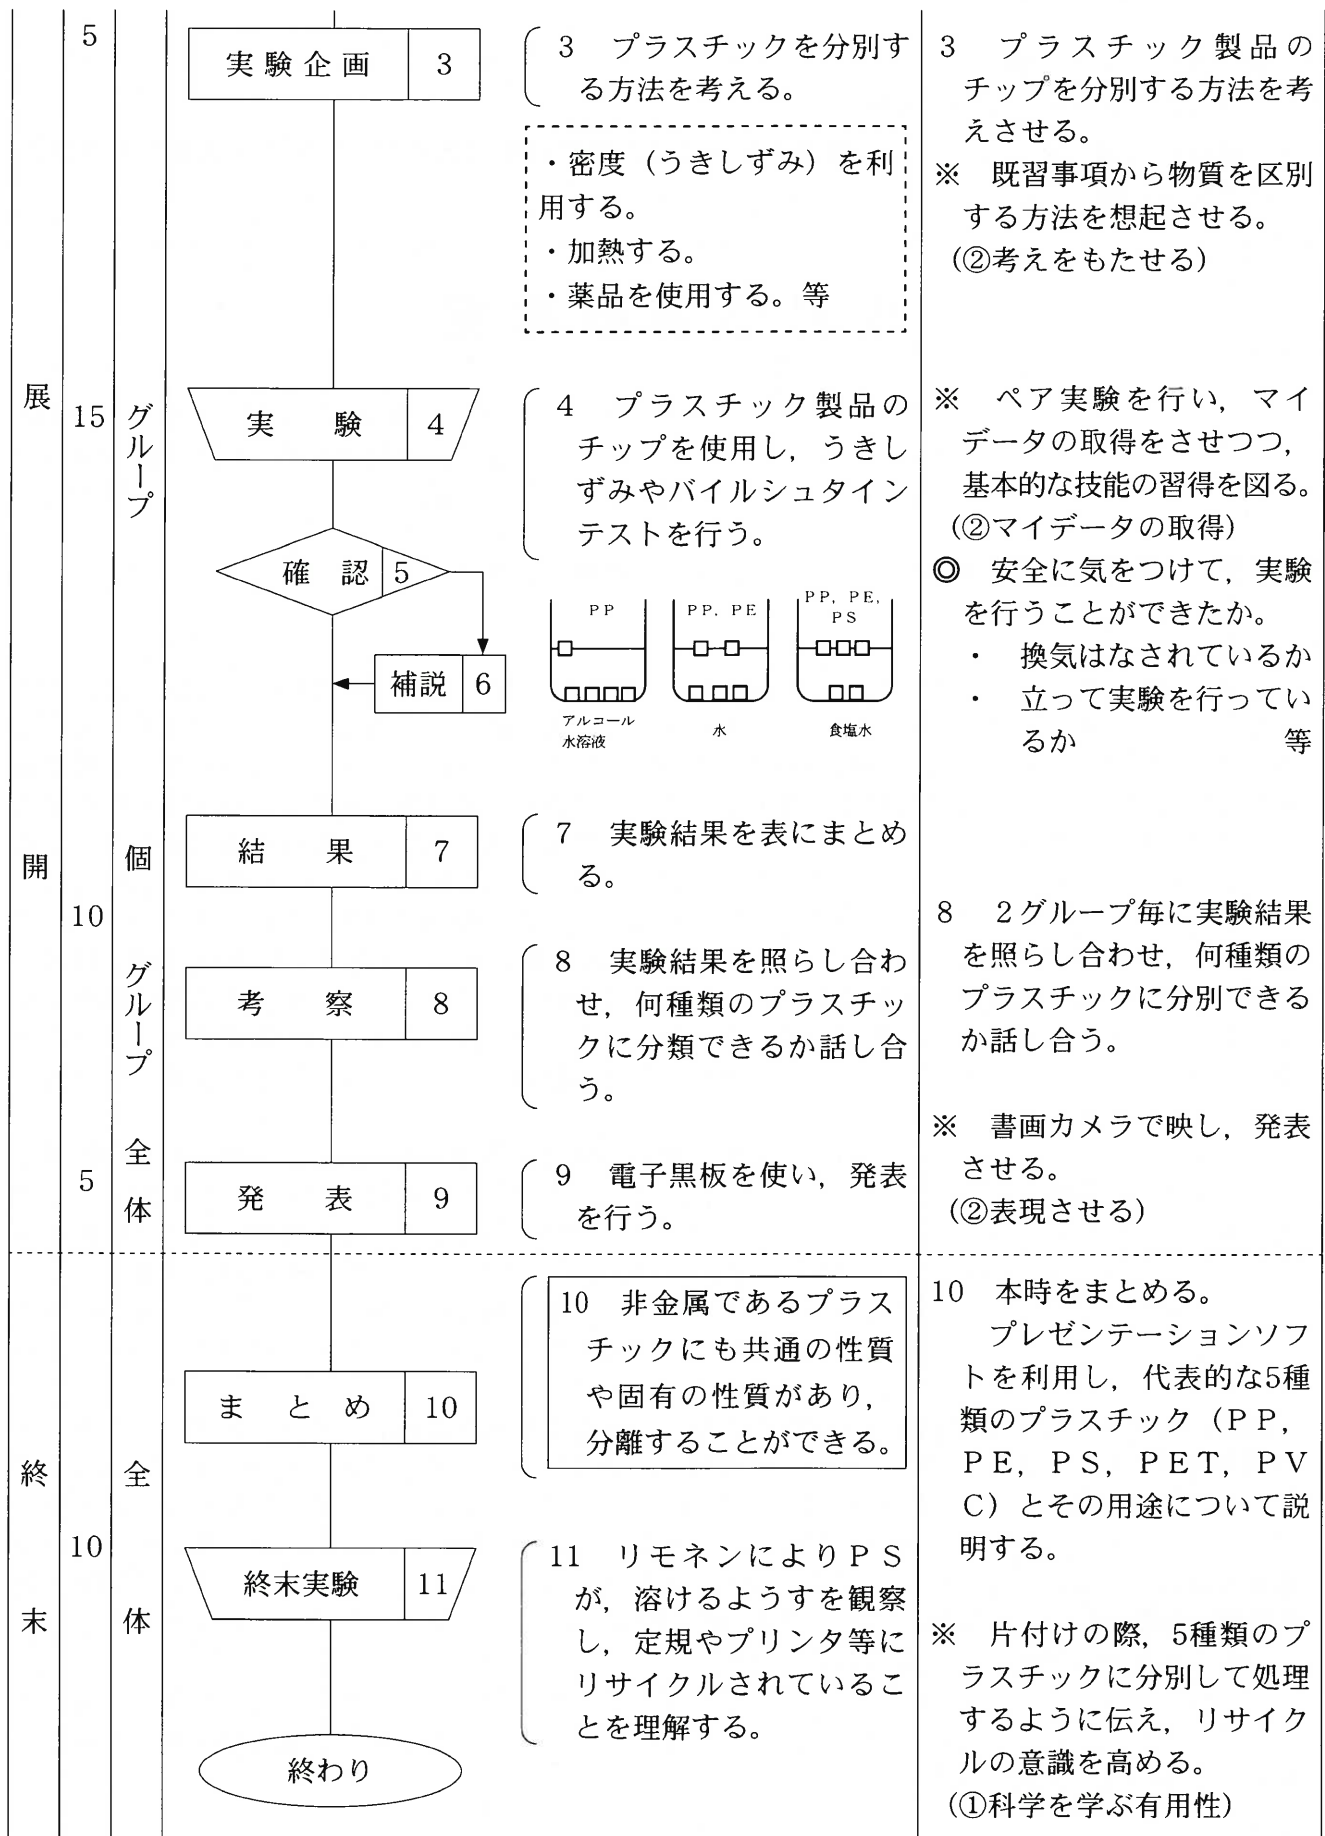 5
実験企画 3
3 プラスチックを分別す
る方法を考える。
・密度（うきしずみ）を利
用する。
・加熱する。
・薬品を使用する。等
3 プラスチック製品の
チップを分別する方法を考
えさせる。
※ 既習事項から物質を区別
する方法を想起させる。
（②考えをもたせる）
展
15
グループ
実 験 4
4 プラスチック製品の
チップを使用し，うきし
ずみやバイルシュタイン
テストを行う。
※ ペア実験を行い，マイ
データの取得をさせつつ，
基本的な技能の習得を図る。
（②マイデータの取得）
◎ 安全に気をつけて，実験
を行うことができたか。
・ 換気はなされているか
・ 立って実験を行ってい
るか 等
確 認 5
補説 6
PP
PP, PE
PP, PE,
PS
アルコール
水溶液
水
食塩水
開
個
結 果 7
7 実験結果を表にまとめ
る。
10
グループ
考 察 8
8 実験結果を照らし合わ
せ，何種類のプラスチッ
クに分類できるか話し合
う。
8 2グループ毎に実験結果
を照らし合わせ，何種類の
プラスチックに分別できる
か話し合う。
全体
5
発 表 9
9 電子黒板を使い，発表
を行う。
※ 書画カメラで映し，発表
させる。
（②表現させる）
終末
10
全体
まとめ 10
10 非金属であるプラス
チックにも共通の性質
や固有の性質があり，
分離することができる。
10 本時をまとめる。
プレゼンテーションソフ
トを利用し，代表的な5種
類のプラスチック（ＰＰ，
ＰＥ，ＰＳ，ＰＥＴ，ＰＶ
Ｃ）とその用途について説
明する。
終末実験 11
11 リモネンによりＰＳ
が，溶けるようすを観察
し，定規やプリンタ等に
リサイクルされているこ
とを理解する。
※ 片付けの際，5種類のプ
ラスチックに分別して処理
するように伝え，リサイク
ルの意識を高める。
（①科学を学ぶ有用性）
終わり